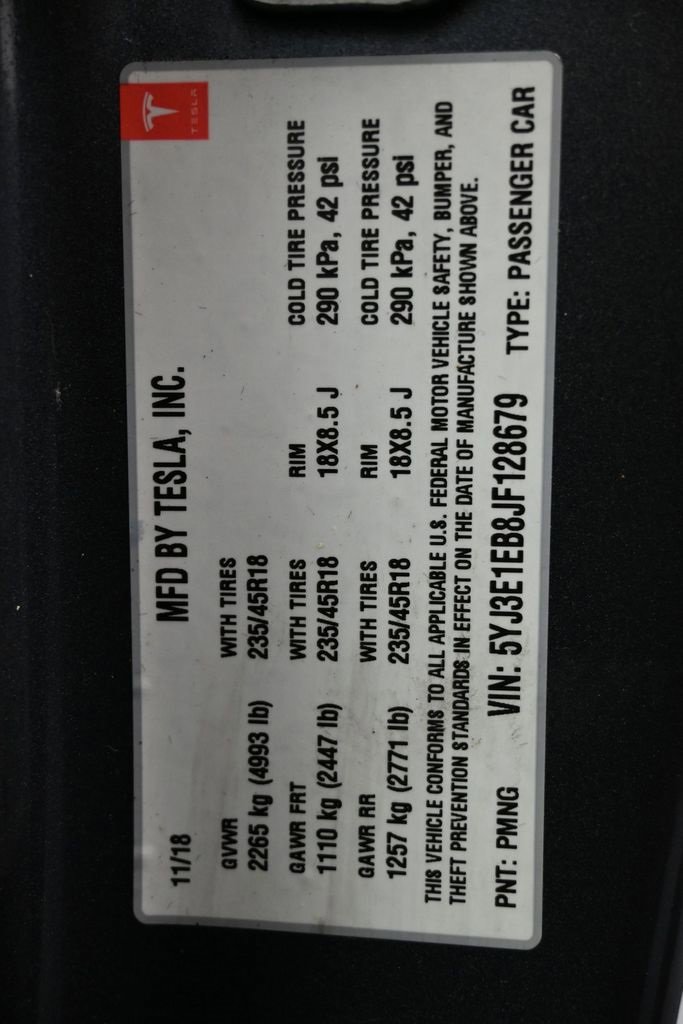 TESLA
11/18 MFD BY TESLA, INC.
GVWR WITH TIRES
2265 kg (4993 lb) 235/45R18
GAWR FRT WITH TIRES RIM COLD TIRE PRESSURE
1110 kg (2447 lb) 235/45R18 18X8.5 J 290 kPa, 42 psi
GAWR RR WITH TIRES RIM COLD TIRE PRESSURE
1257 kg (2771 lb) 235/45R18 18X8.5 J 290 kPa, 42 psi
THIS VEHICLE CONFORMS TO ALL APPLICABLE U.S. FEDERAL MOTOR VEHICLE SAFETY, BUMPER, AND
THEFT PREVENTION STANDARDS IN EFFECT ON THE DATE OF MANUFACTURE SHOWN ABOVE.
PNT: PMNG VIN: 5YJ3E1EB8JF128679 TYPE: PASSENGER CAR